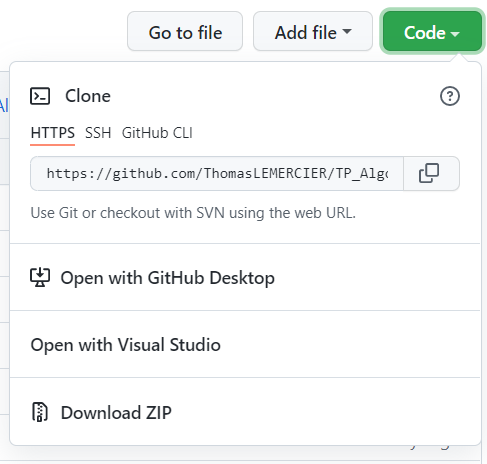 Go to file
Add file
Code
Clone
HTTPS SSH GitHub CLI
https://github.com/ThomasLEMERCIER/TP_Algo
Use Git or checkout with SVN using the web URL.
Open with GitHub Desktop
Open with Visual Studio
Download ZIP